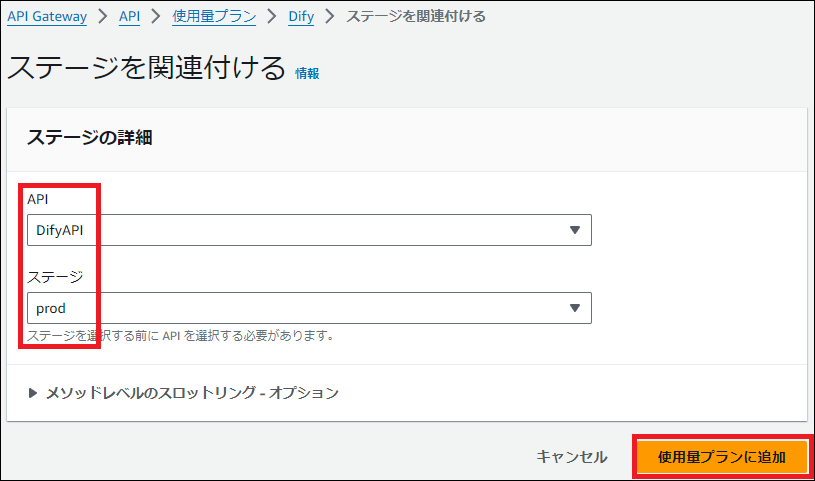 API Gateway > API > 使用量プラン > Dify > ステージを関連付ける
ステージを関連付ける 情報
ステージの詳細
API
DifyAPI
ステージ
prod
ステージを選択する前に API を選択する必要があります。
メソッドレベルのスロットリング - オプション
キャンセル 使用量プランに追加